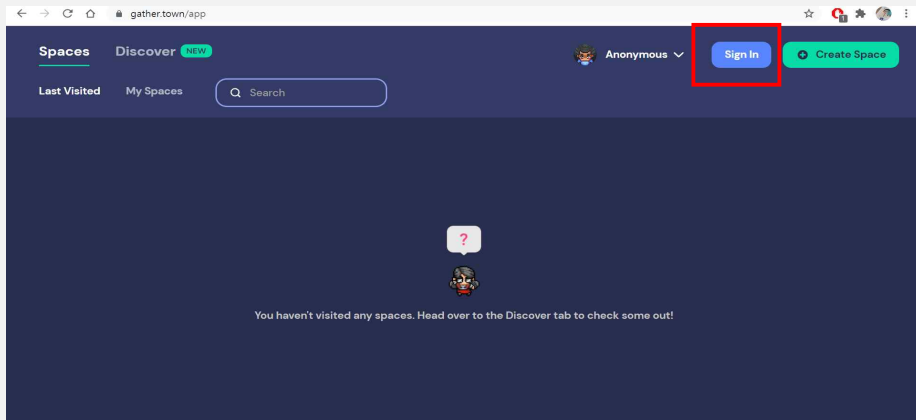 gather.town/app
1
Spaces
Discover NEW
Anonymous
Sign In
Create Space
Last Visited
My Spaces
Search
?
You haven't visited any spaces. Head over to the Discover tab to check some out!